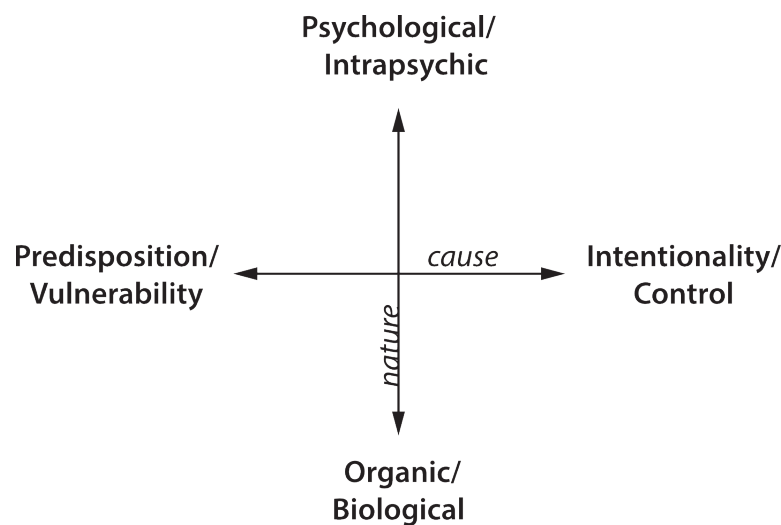 Psychological/
Intrapsychic
Predisposition/
Vulnerability
cause
Intentionality/
Control
nature
Organic/
Biological